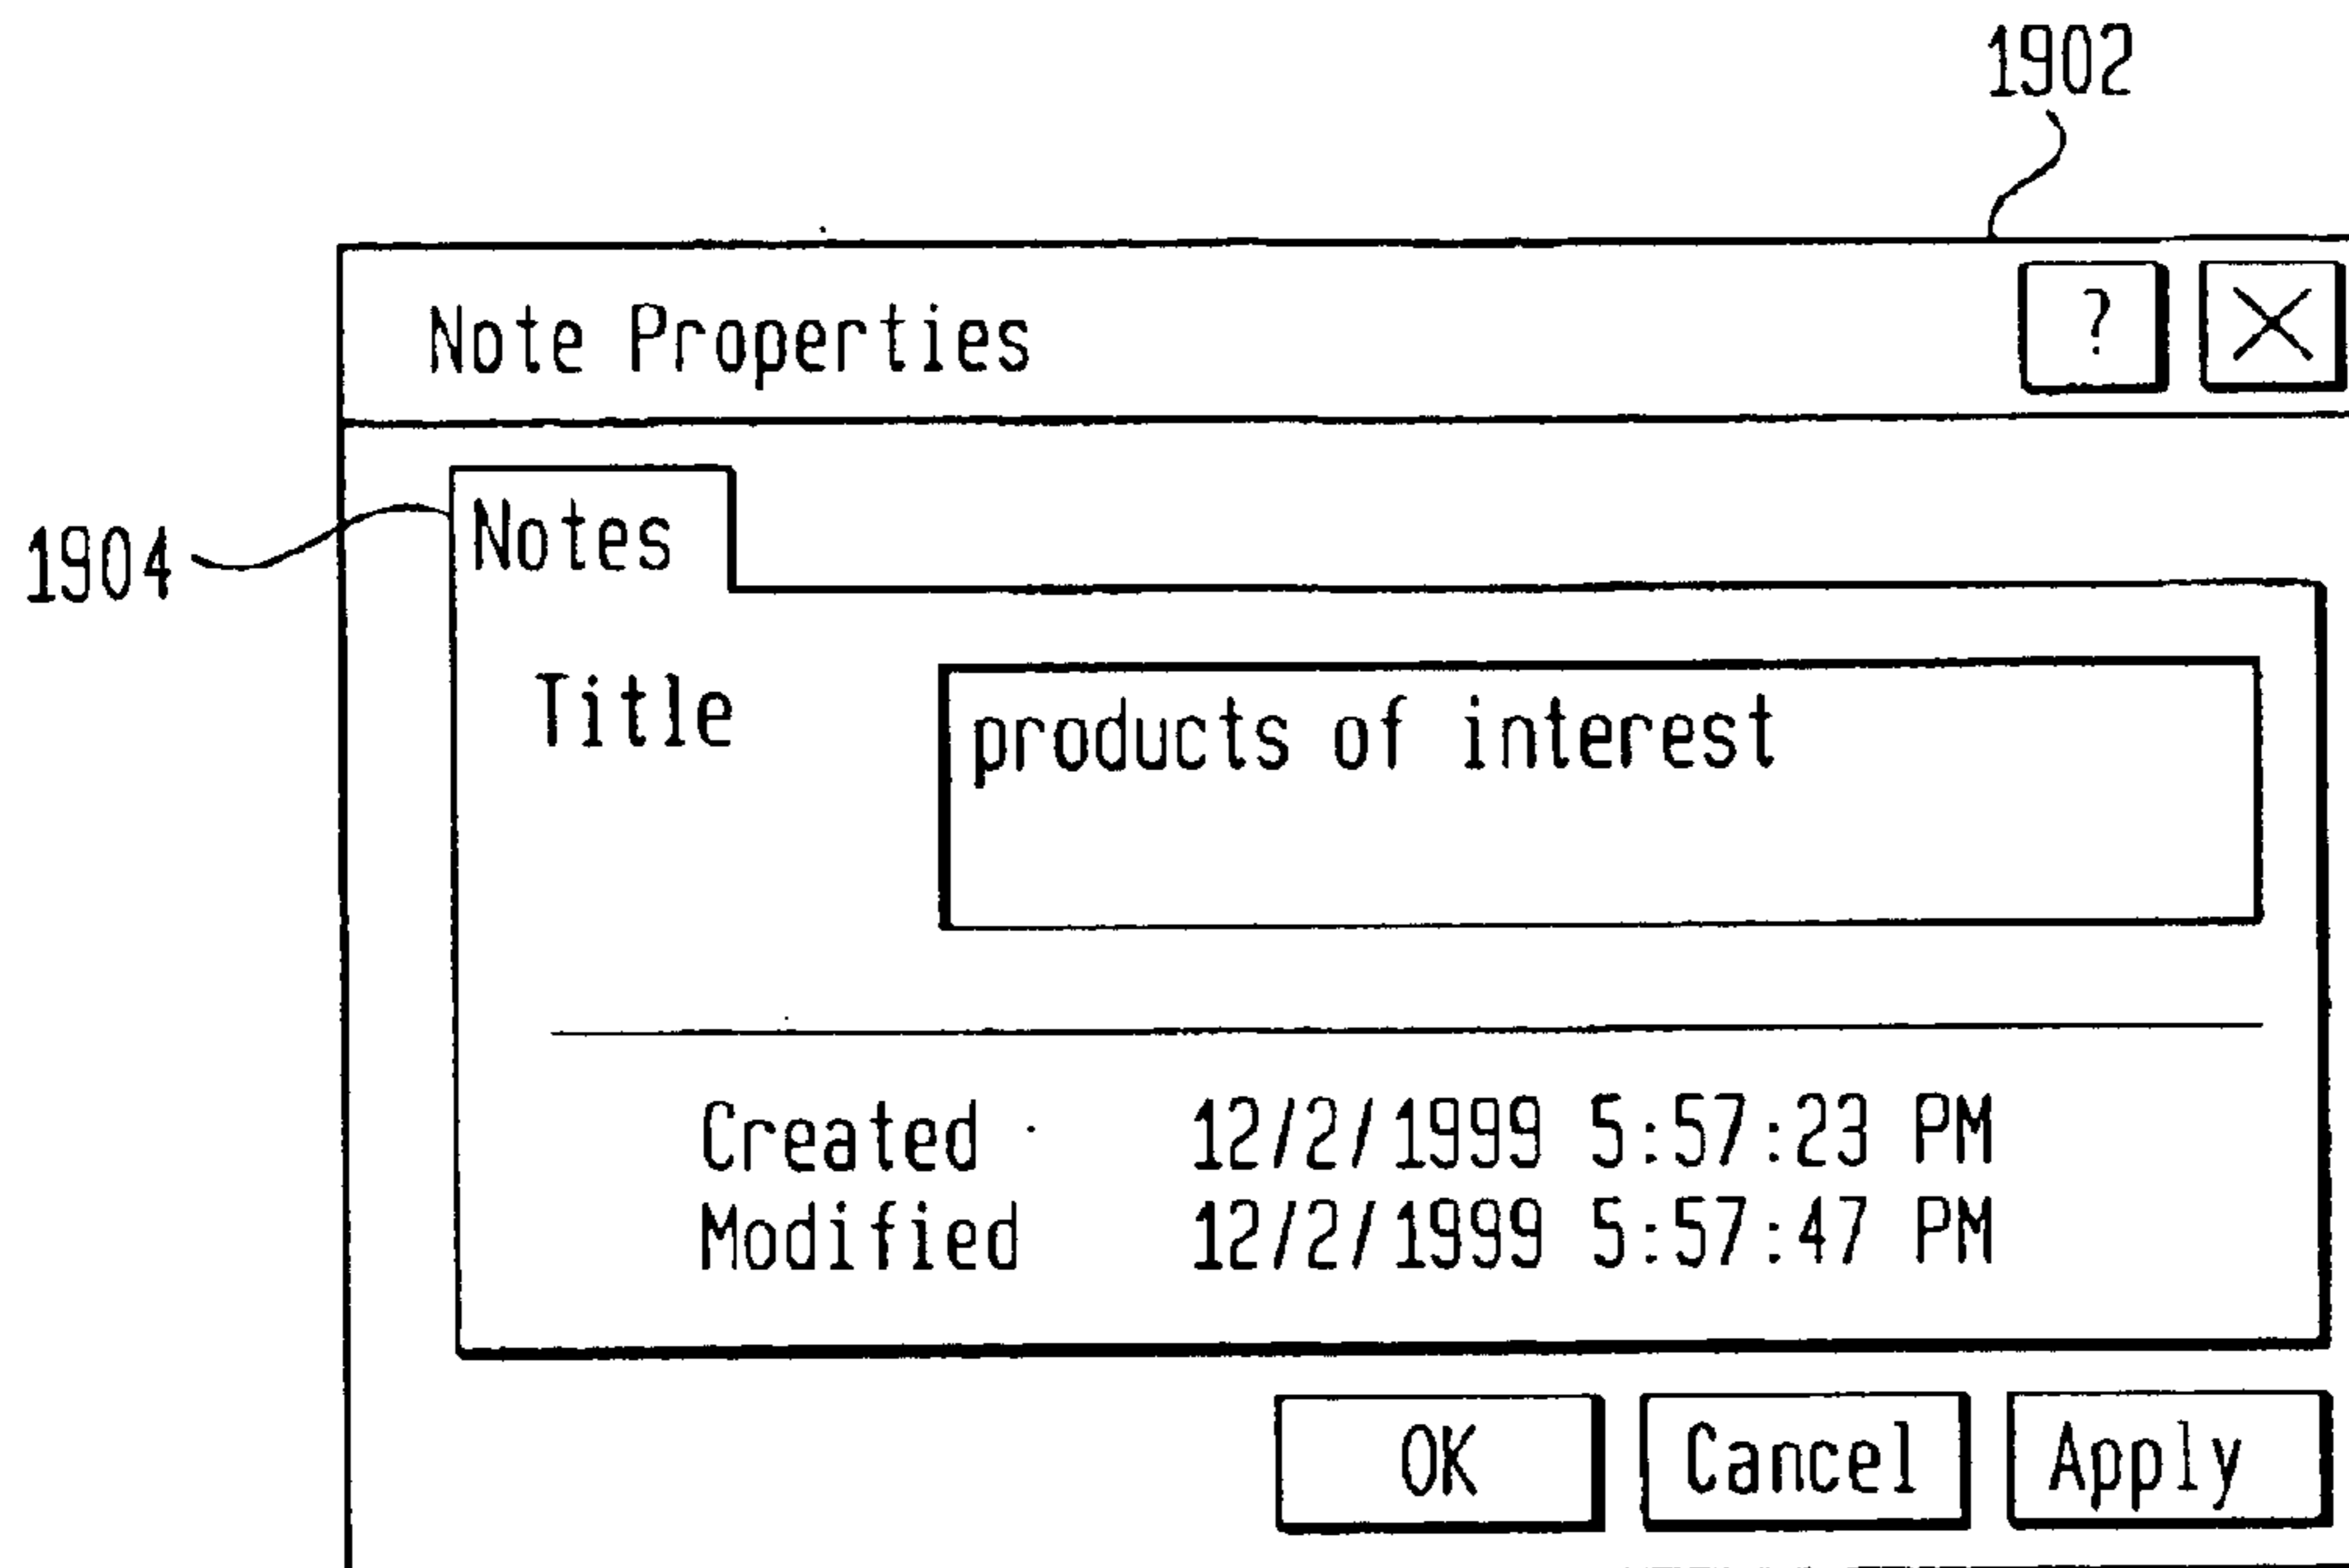 1902
Note Properties ? X
1904
Notes
Title products of interest
Created 12/2/1999 5:57:23 PM
Modified 12/2/1999 5:57:47 PM
OK Cancel Apply